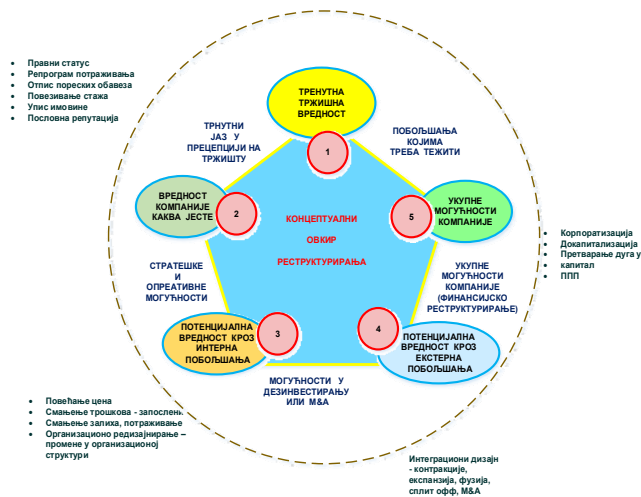 Правни статус
Репрограм потраживања
Отпис пореских обавеза
Повезивање стажа
Упис имовине
Пословна репутација
ТРЕНУТНА
ТРЖИШНА
ВРЕДНОСТ
1
ТРНУТНИ
ЈАЗ У
ПРЕЦЕПЦИЈИ НА
ТРЖИШТУ
ПОБОЉШАЊА
КОЈИМА
ТРЕБА ТЕЖИТИ
ВРЕДНОСТ
КОМПАНИЈЕ
КАКВА ЈЕСТЕ
2
КОНЦЕПТУАЛНИ
ОВКИР
РЕСТРУКТУРИРАЊА
5
УКУПНЕ
МОГУЋНОСТИ
КОМПАНИЈЕ
Корпоратизација
Докапитализација
Претварање дуга у
капитал
ППП
СТРАТЕШКЕ
И
ОПРЕАТИВНЕ
МОГУЋНОСТИ
УКУПНЕ
МОГУЋНОСТИ
КОМПАНИЈЕ
(ФИНАНСИЈСКО
РЕСТРУКТУРИРАЊЕ)
ПОТЕНЦИЈАЛНА
ВРЕДНОСТ КРОЗ
ИНТЕРНА
ПОБОЉШАЊА
3
4
ПОТЕНЦИЈАЛНА
ВРЕДНОСТ КРОЗ
ЕКСТЕРНА
ПОБОЉШАЊА
МОГУЋНОСТИ У
ДЕЗИНВЕСТИРАЊУ
ИЛИ М&А
Повећање цена
Смањење трошкова - запослени
Смањење залиха, потраживање
Организационо редизајнирање –
промене у организационој
структури
Интеграциони дизајн
- контракције,
експанзија, фузија,
сплит офф, М&А